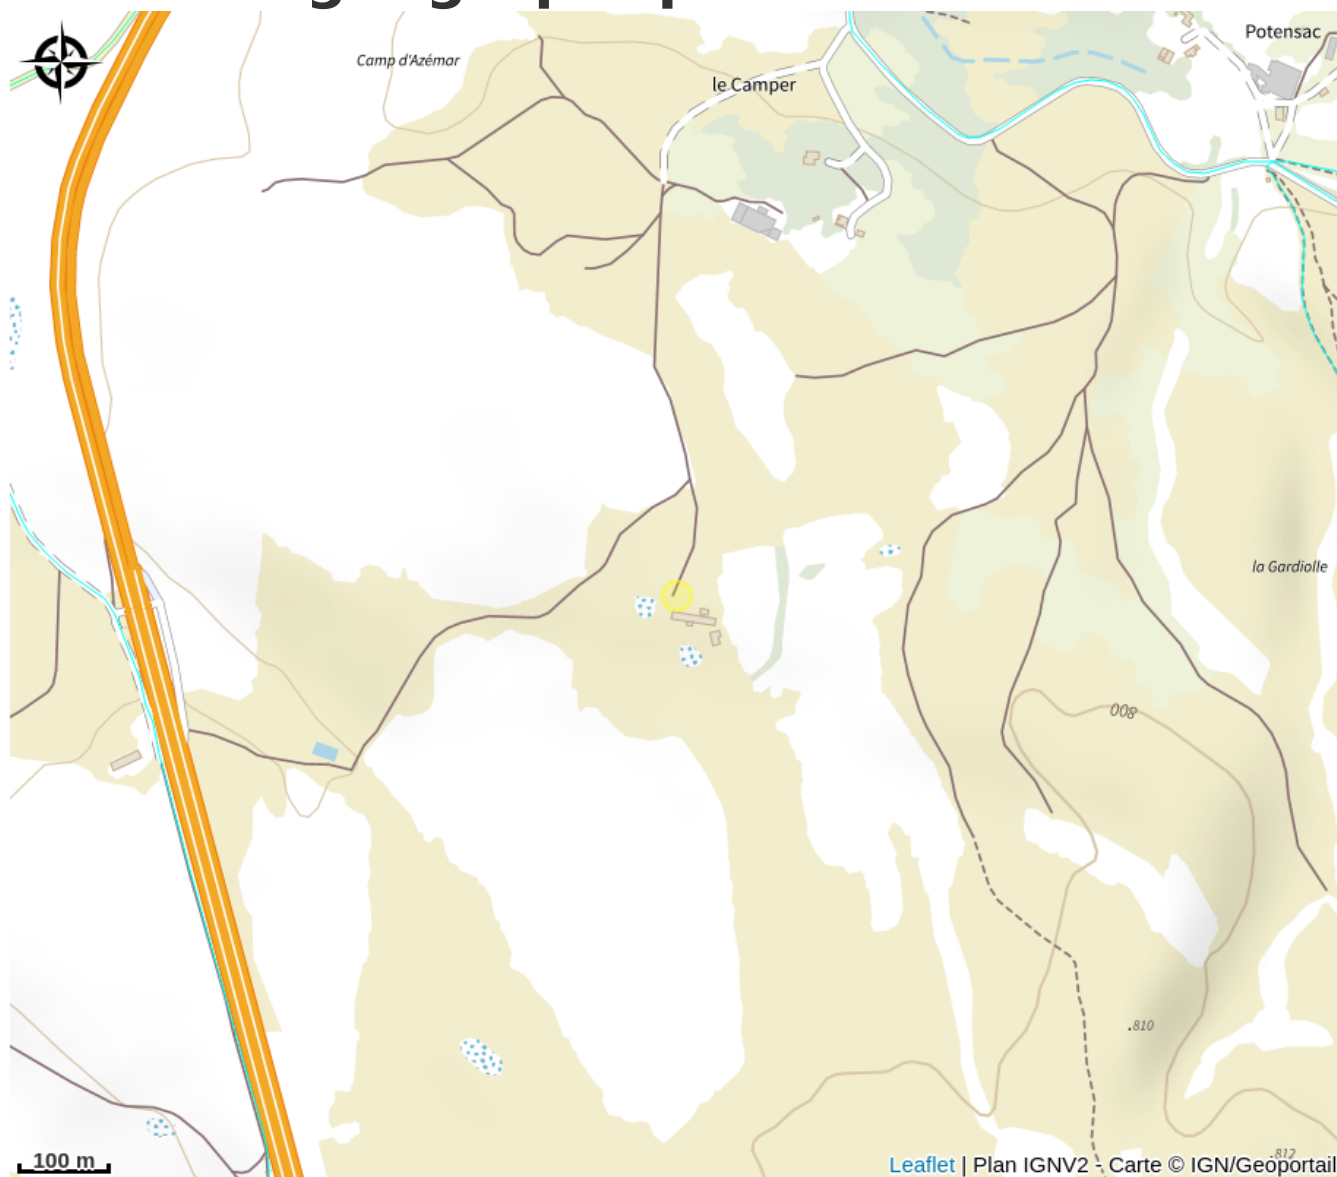 Potensac
Camp d'Azémar
le Camper
la Gardiolle
800
.810
.812
100 m
Leaflet | Plan IGNV2 - Carte © IGN/Geoportail